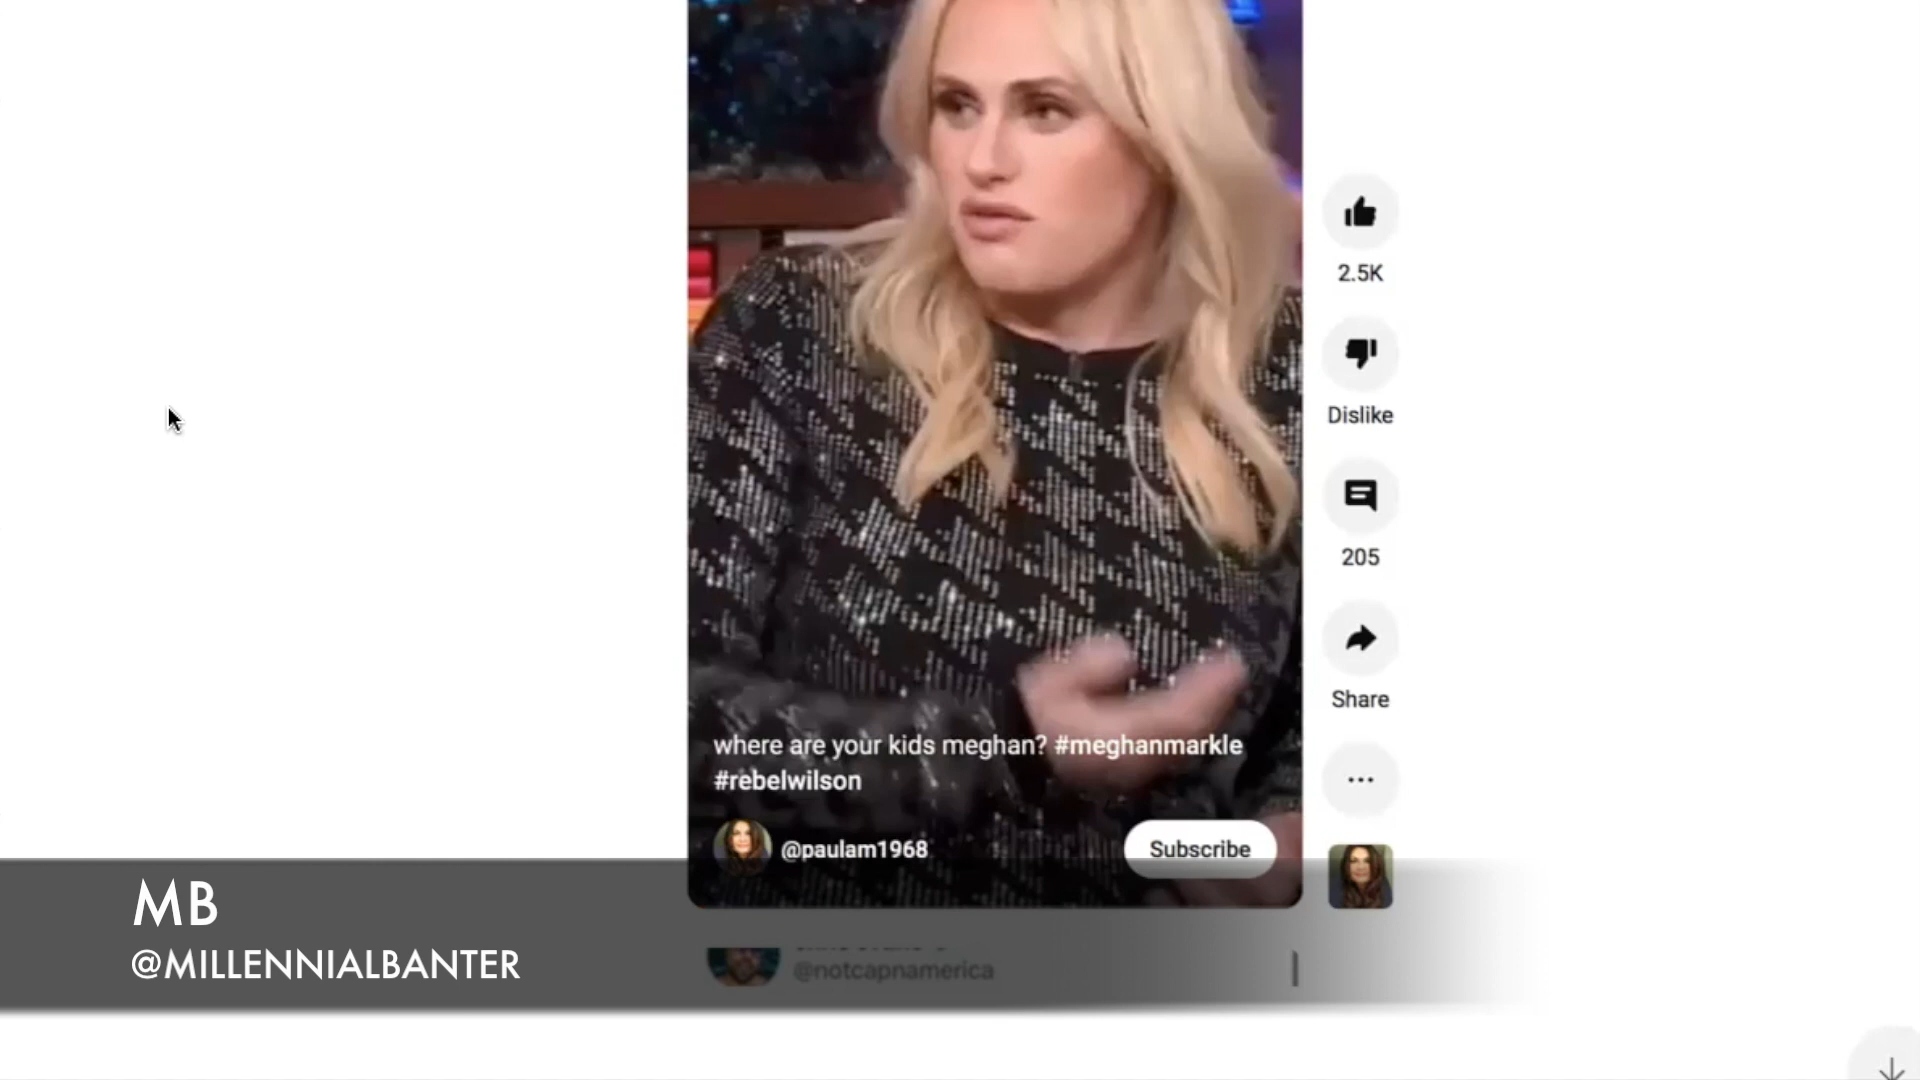 2.5K
Dislike
205
Share
where are your kids meghan? #meghanmarkle
#rebelwilson
@paulam1968
Subscribe
MB
@MILLENNIALBANTER
@notcapnamerica